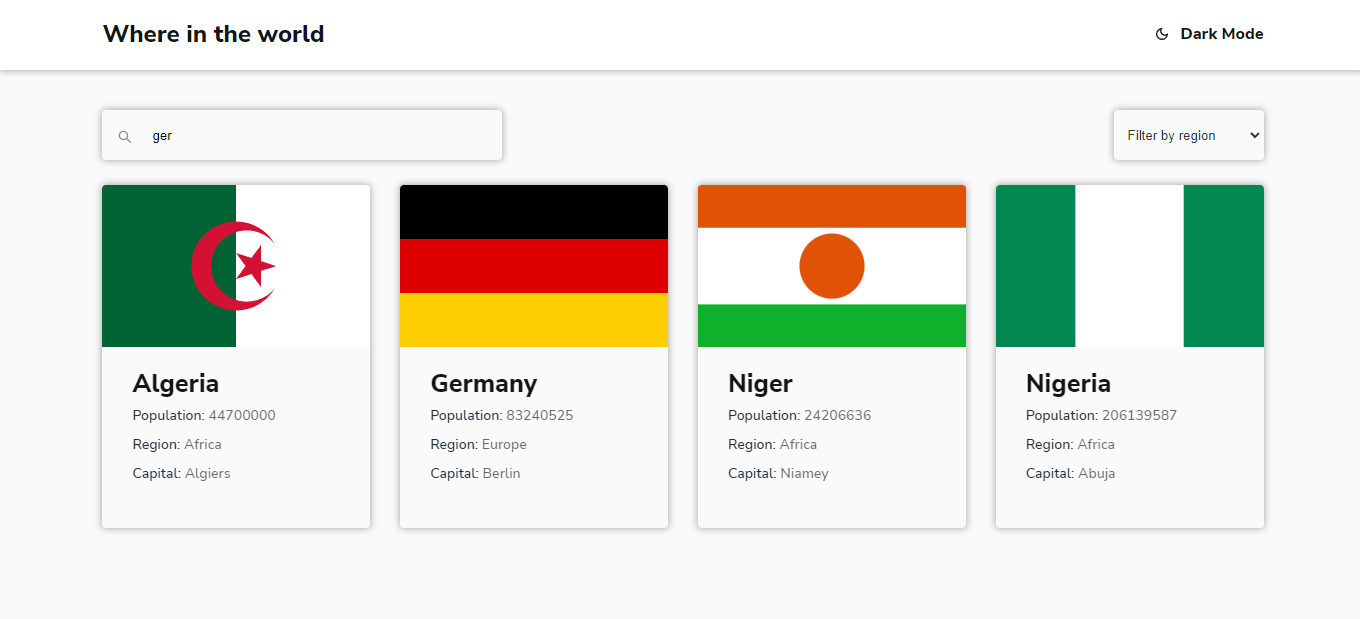 Where in the world
Dark Mode
ger
Filter by region
Algeria
Population: 44700000
Region: Africa
Capital: Algiers
Germany
Population: 83240525
Region: Europe
Capital: Berlin
Niger
Population: 24206636
Region: Africa
Capital: Niamey
Nigeria
Population: 206139587
Region: Africa
Capital: Abuja